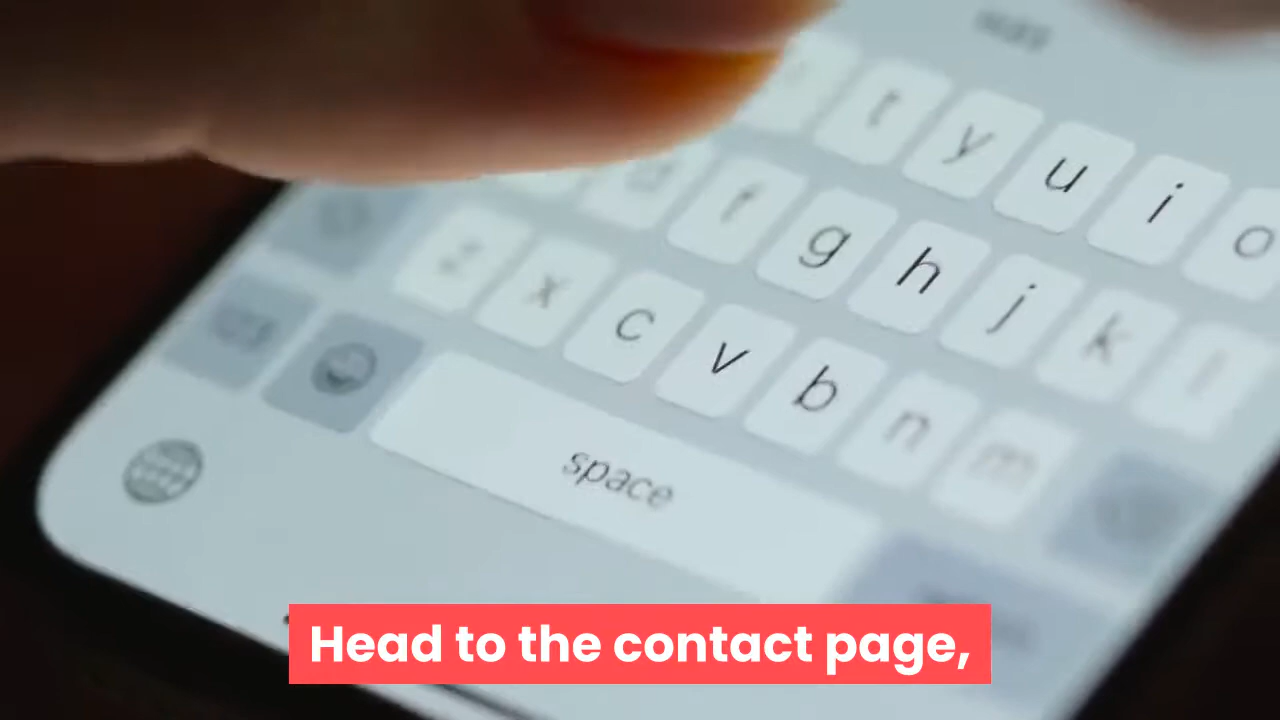 t y u i o
f g h j k l
z x c v b n m
space
Head to the contact page,